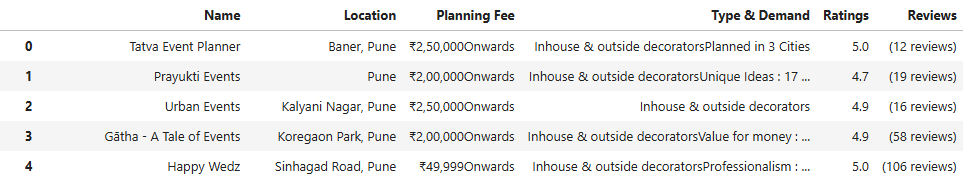 Name Location Planning Fee Type & Demand Ratings Reviews
0 Tatva Event Planner Baner, Pune ₹2,50,000Onwards Inhouse & outside decoratorsPlanned in 3 Cities 5.0 (12 reviews)
1 Prayukti Events Pune ₹2,00,000Onwards Inhouse & outside decoratorsUnique Ideas : 17 ... 4.7 (19 reviews)
2 Urban Events Kalyani Nagar, Pune ₹2,50,000Onwards Inhouse & outside decorators 4.9 (16 reviews)
3 Gātha - A Tale of Events Koregaon Park, Pune ₹2,00,000Onwards Inhouse & outside decoratorsValue for money : ... 4.9 (58 reviews)
4 Happy Wedz Sinhagad Road, Pune ₹49,999Onwards Inhouse & outside decoratorsProfessionalism : ... 5.0 (106 reviews)